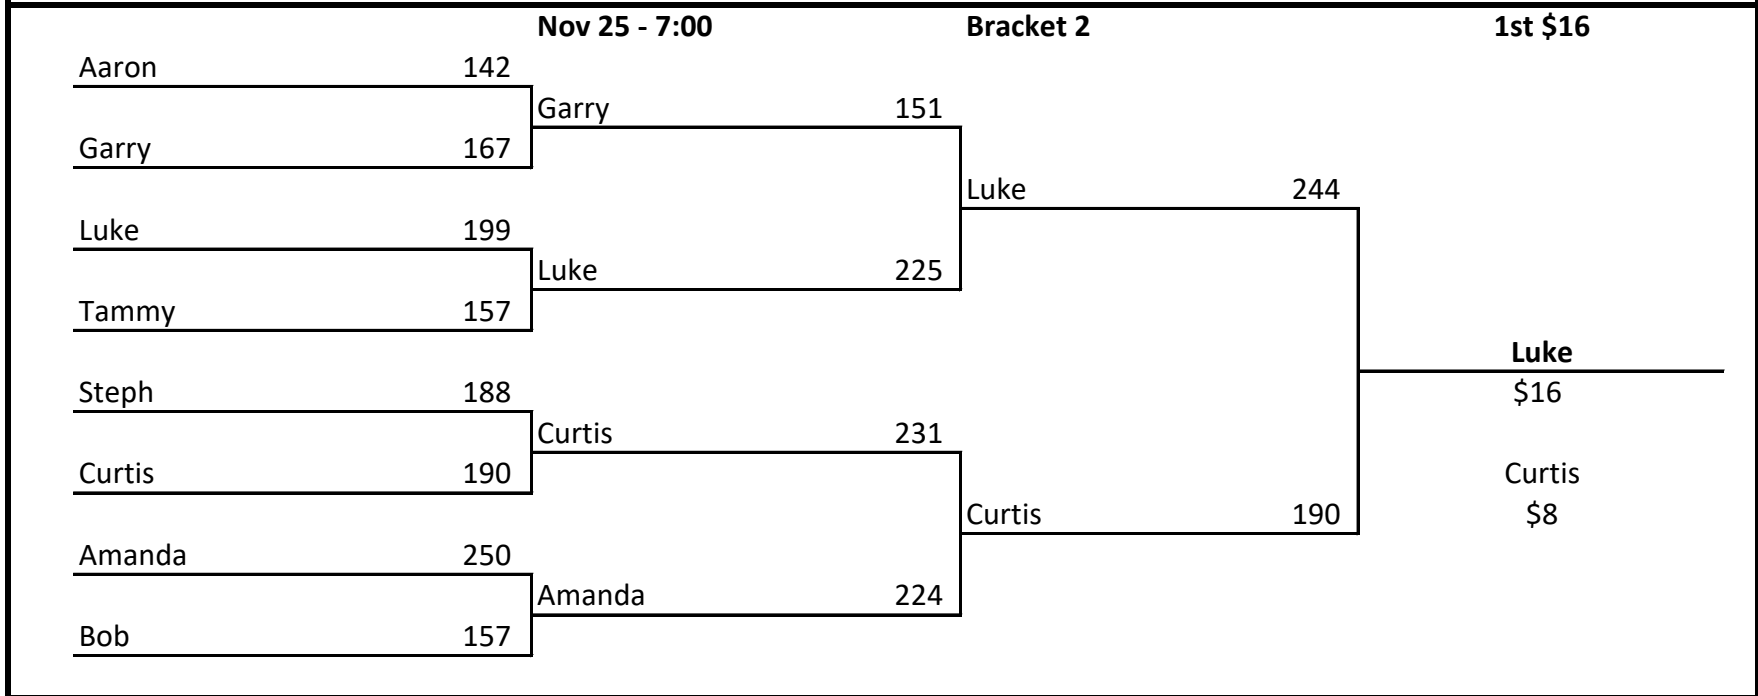 Nov 25 - 7:00 Bracket 2 1st $16
Aaron 142
Garry 151
Garry 167
Luke 244
Luke 199
Luke 225
Tammy 157
Luke
Steph 188 $16
Curtis 231
Curtis 190 Curtis
Curtis 190 $8
Amanda 250
Amanda 224
Bob 157